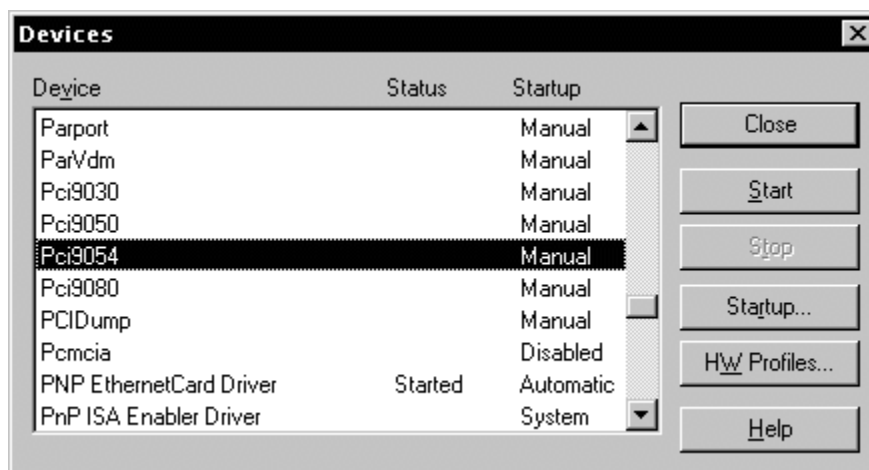 Devices
Device Status Startup
Parport Manual
ParVdm Manual
Pci9030 Manual
Pci9050 Manual
Pci9054 Manual
Pci9080 Manual
PCIDump Manual
Pcmcia Disabled
PNP EthernetCard Driver Started Automatic
PnP ISA Enabler Driver System
Close
Start
Stop
Startup...
HW Profiles...
Help